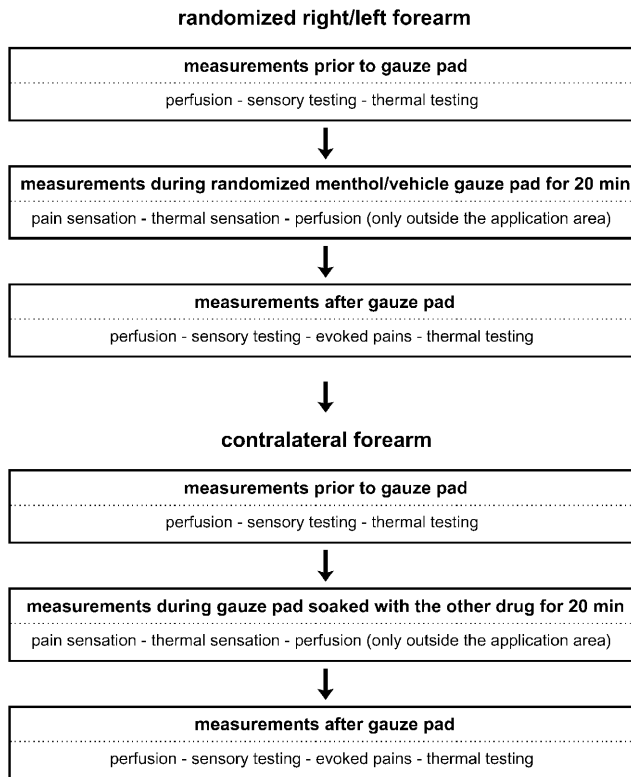 randomized right/left forearm
measurements prior to gauze pad
perfusion - sensory testing - thermal testing
measurements during randomized menthol/vehicle gauze pad for 20 min
pain sensation - thermal sensation - perfusion (only outside the application area)
measurements after gauze pad
perfusion - sensory testing - evoked pains - thermal testing
contralateral forearm
measurements prior to gauze pad
perfusion - sensory testing - thermal testing
measurements during gauze pad soaked with the other drug for 20 min
pain sensation - thermal sensation - perfusion (only outside the application area)
measurements after gauze pad
perfusion - sensory testing - evoked pains - thermal testing